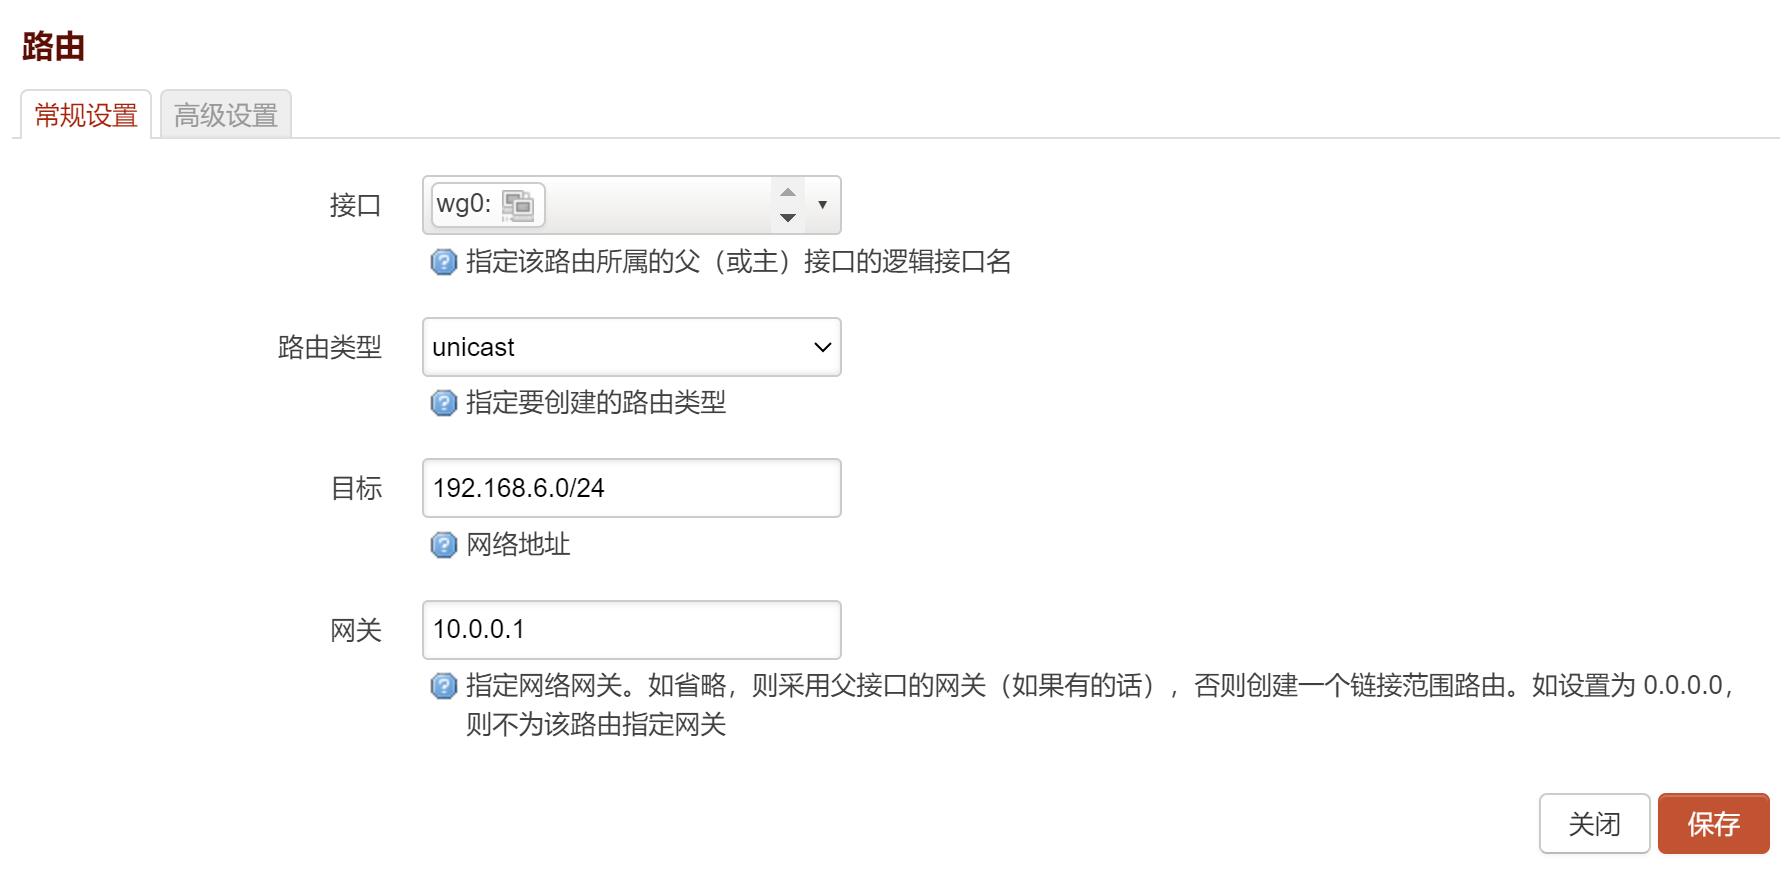 路由
常规设置 高级设置
接口 wg0:
指定该路由所属的父（或主）接口的逻辑接口名
路由类型 unicast
指定要创建的路由类型
目标 192.168.6.0/24
网络地址
网关 10.0.0.1
指定网络网关。如省略，则采用父接口的网关（如果有的话），否则创建一个链接范围路由。如设置为 0.0.0.0，
则不为该路由指定网关
关闭 保存